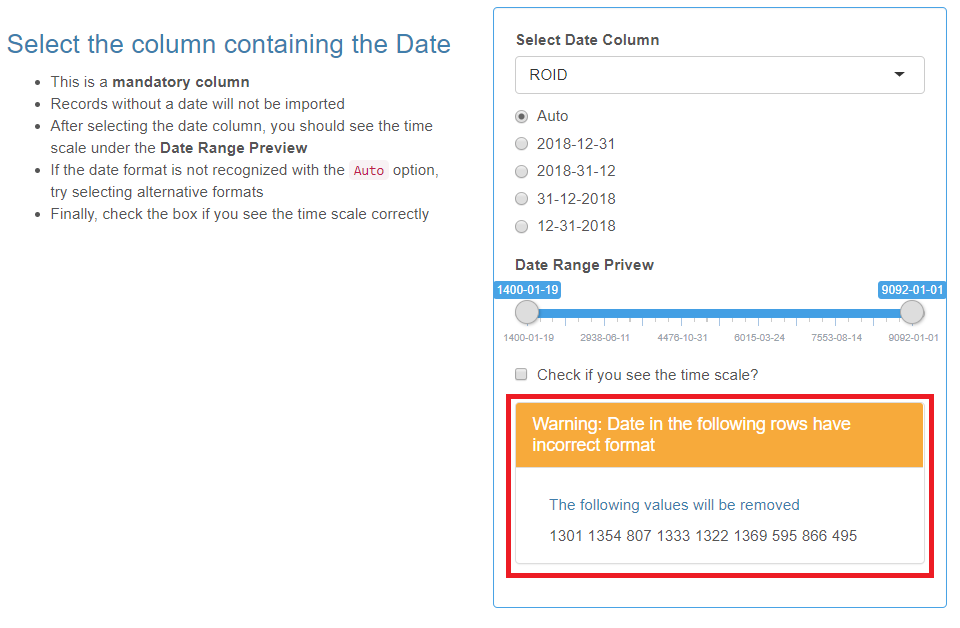 Select the column containing the Date
This is a mandatory column
Records without a date will not be imported
After selecting the date column, you should see the time
scale under the Date Range Preview
If the date format is not recognized with the Auto option,
try selecting alternative formats
Finally, check the box if you see the time scale correctly
Select Date Column
ROID
Auto
2018-12-31
2018-31-12
31-12-2018
12-31-2018
Date Range Privew
1400-01-19 9092-01-01
1400-01-19 2938-06-11 4476-10-31 6015-03-24 7553-08-14 9092-01-01
Check if you see the time scale?
Warning: Date in the following rows have
incorrect format
The following values will be removed
1301 1354 807 1333 1322 1369 595 866 495